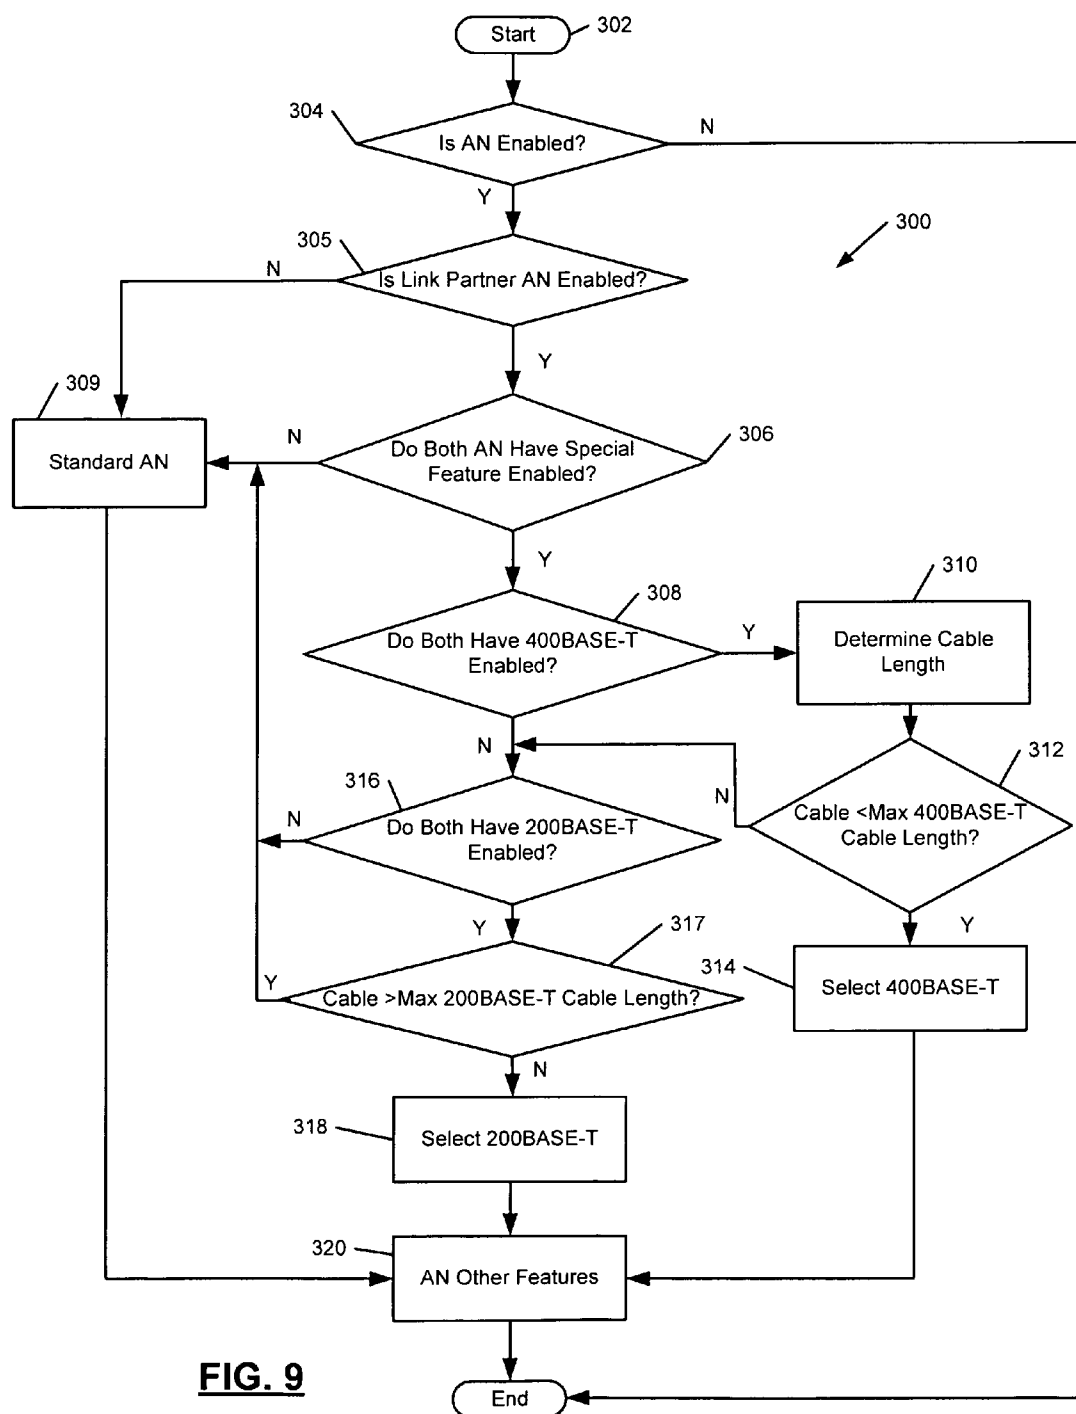 Start
302
304
Is AN Enabled?
N
Y
300
305
Is Link Partner AN Enabled?
N
Y
309
Standard AN
N
Do Both AN Have Special
Feature Enabled?
306
Y
308
Do Both Have 400BASE-T
Enabled?
Y
310
Determine Cable
Length
N
312
Cable <Max 400BASE-T
Cable Length?
N
Y
316
Do Both Have 200BASE-T
Enabled?
N
Y
317
Cable >Max 200BASE-T Cable Length?
Y
N
314
Select 400BASE-T
318
Select 200BASE-T
320
AN Other Features
End
FIG. 9